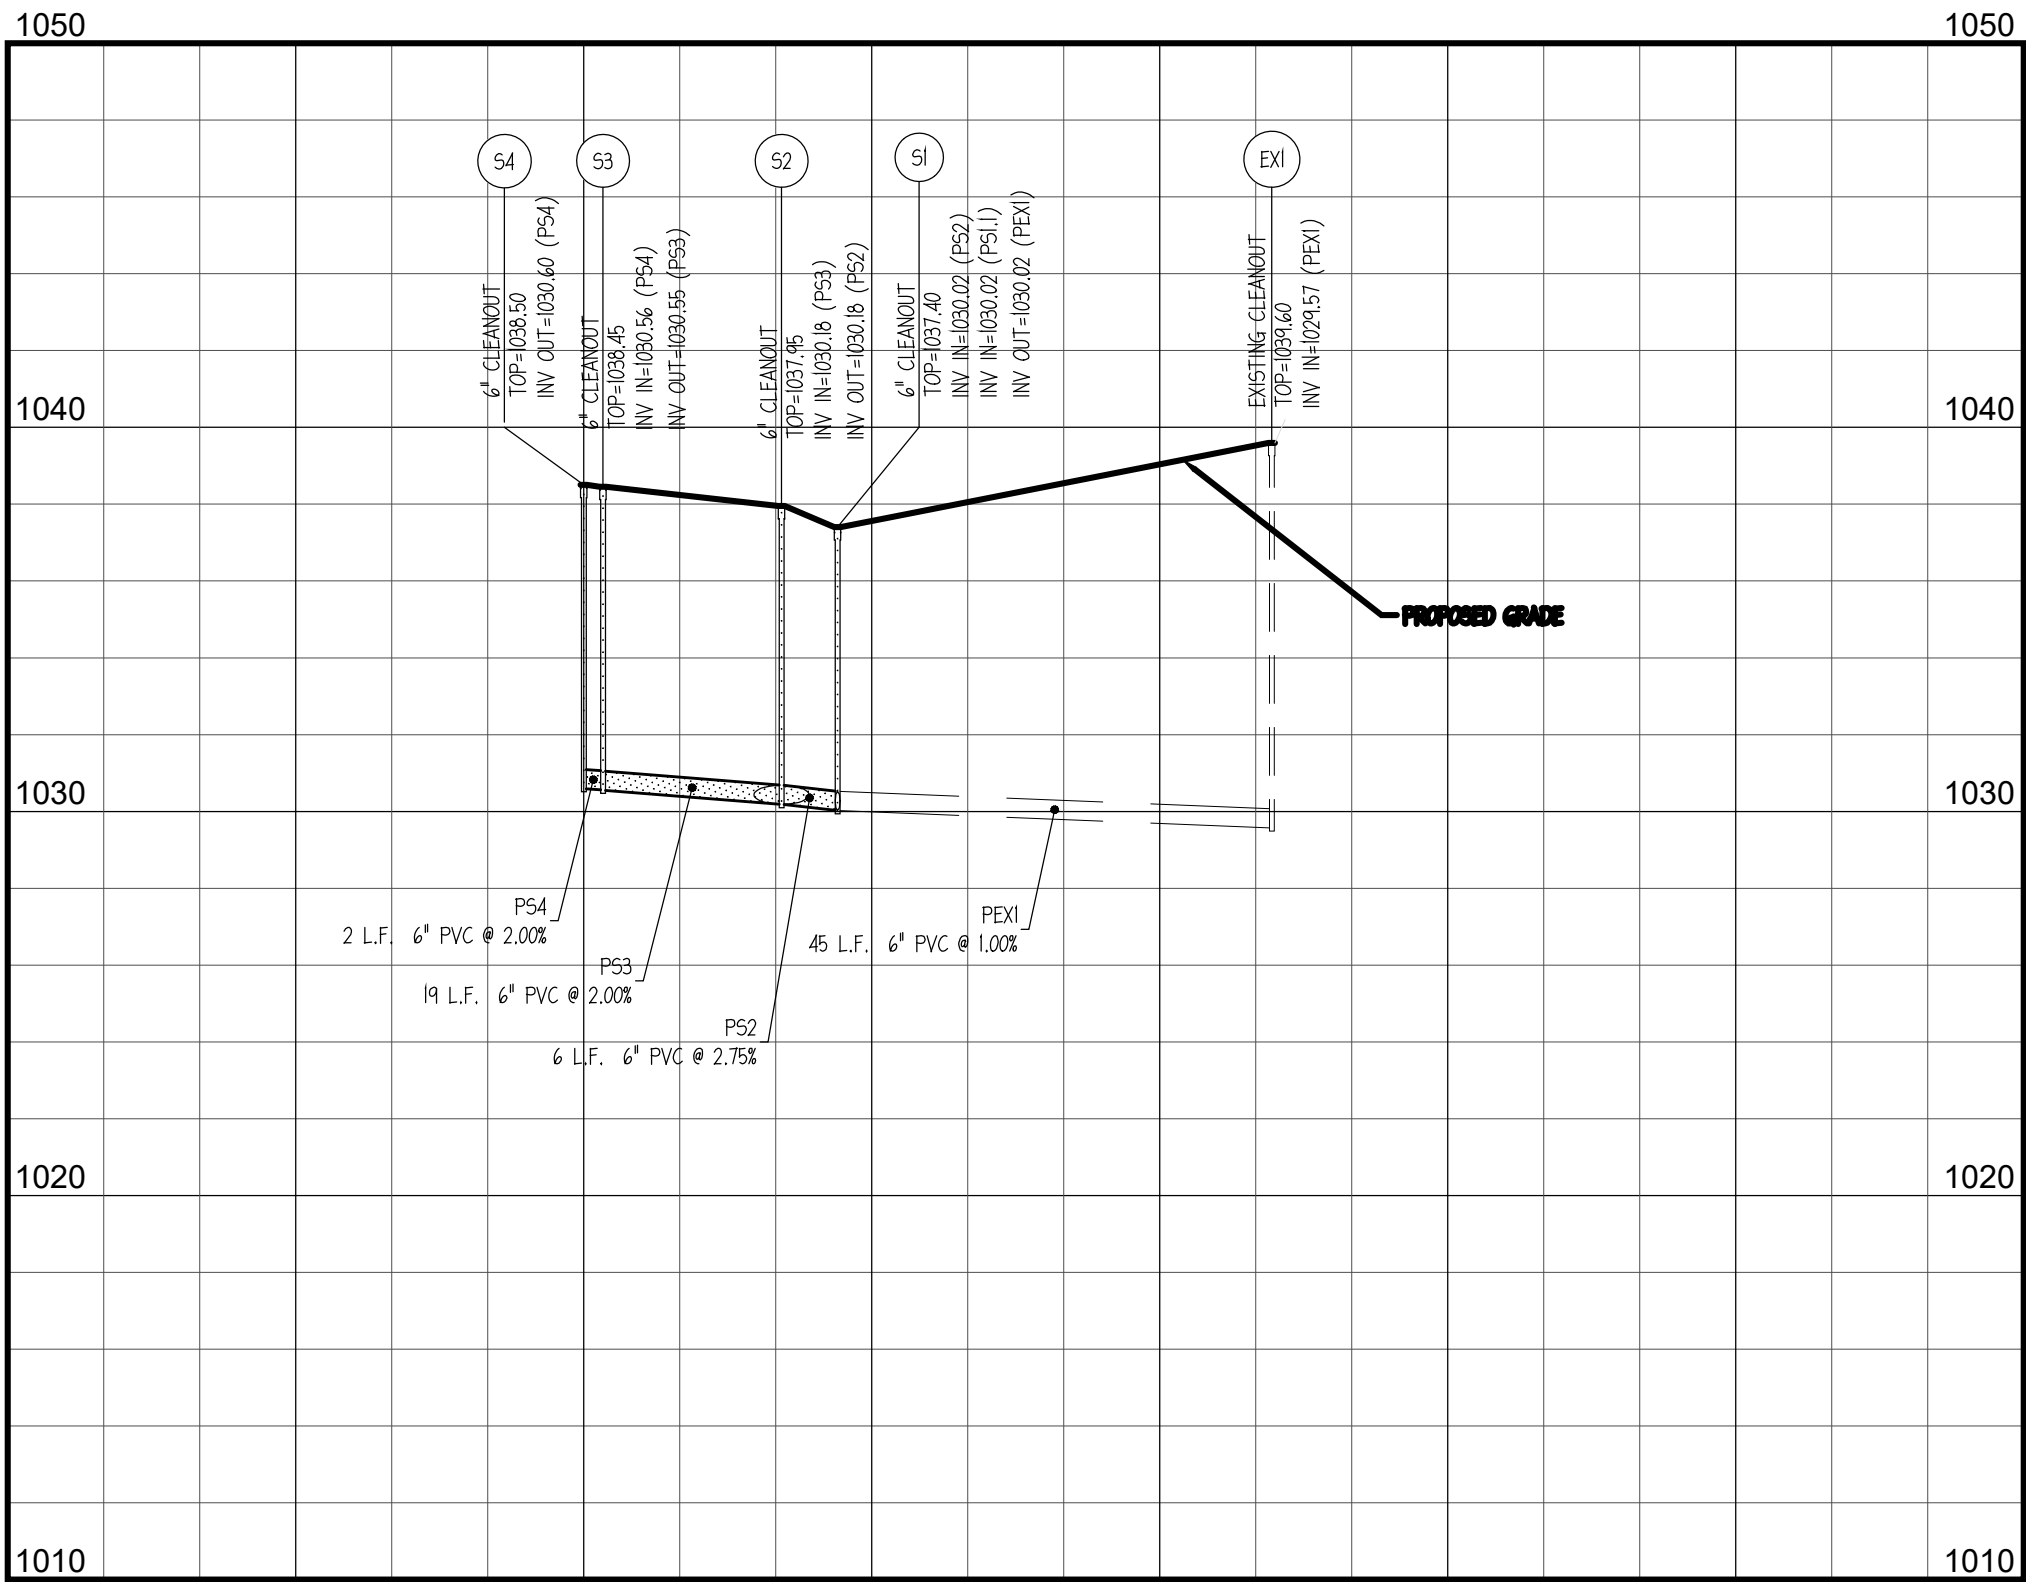 1050
1050
S4
S3
S2
S1
EX1
6" CLEANOUT
TOP=1038.50
INV OUT=1030.60 (PS4)
6" CLEANOUT
TOP=1038.45
INV IN=1030.56 (PS4)
INV OUT=1030.55 (PS3)
6" CLEANOUT
TOP=1037.95
INV IN=1030.18 (PS3)
INV OUT=1030.18 (PS2)
6" CLEANOUT
TOP=1037.40
INV IN=1030.02 (PS2)
INV IN=1030.02 (PS1.1)
INV OUT=1030.02 (PEX1)
EXISTING CLEANOUT
TOP=1039.60
INV IN=1029.57 (PEX1)
1040
1040
PROPOSED GRADE
1030
1030
PS4
2 L.F. 6" PVC @ 2.00%
PS3
19 L.F. 6" PVC @ 2.00%
PS2
6 L.F. 6" PVC @ 2.75%
PEX1
45 L.F. 6" PVC @ 1.00%
1020
1020
1010
1010